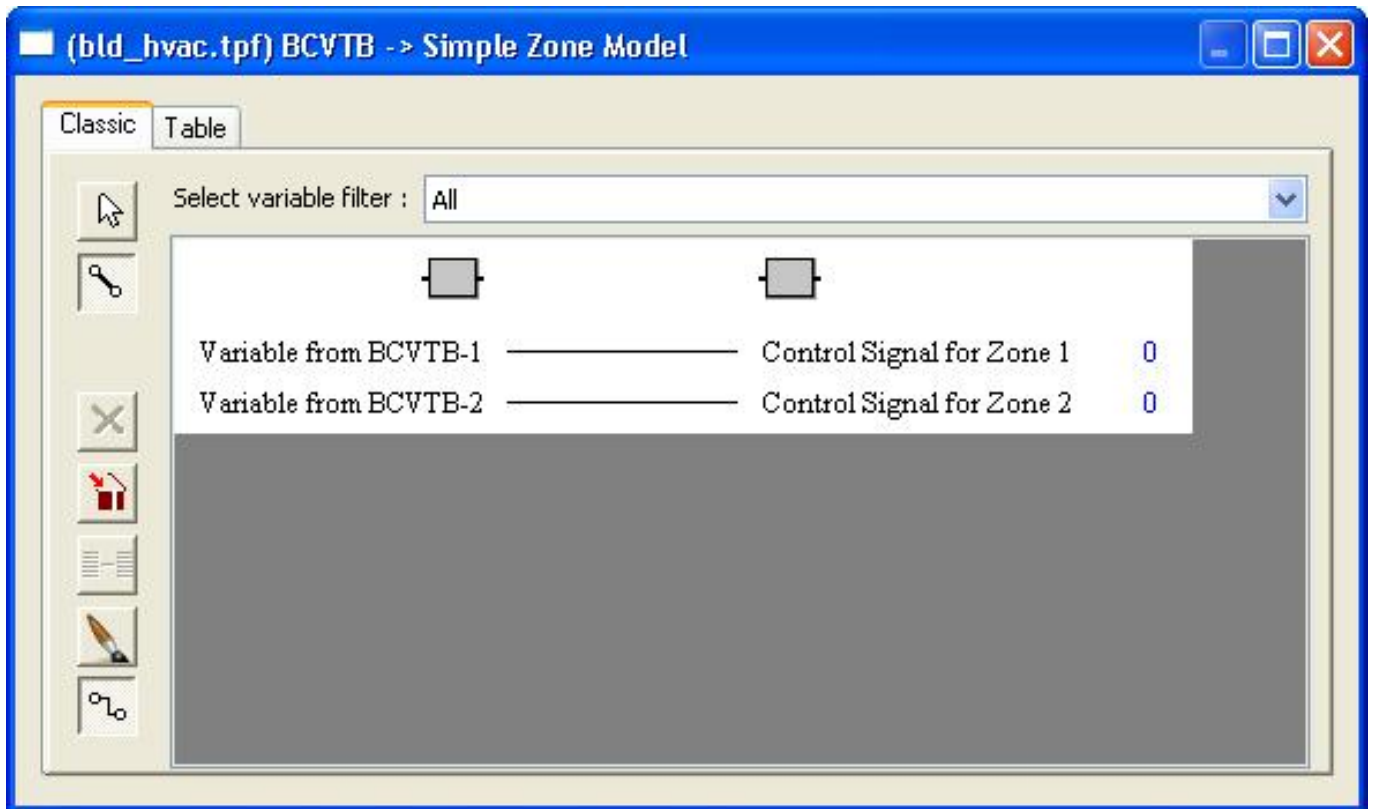 (bld_hvac.tpf) BCVTB -> Simple Zone Model
Classic Table
Select variable filter : All
Variable from BCVTB-1 Control Signal for Zone 1 0
Variable from BCVTB-2 Control Signal for Zone 2 0